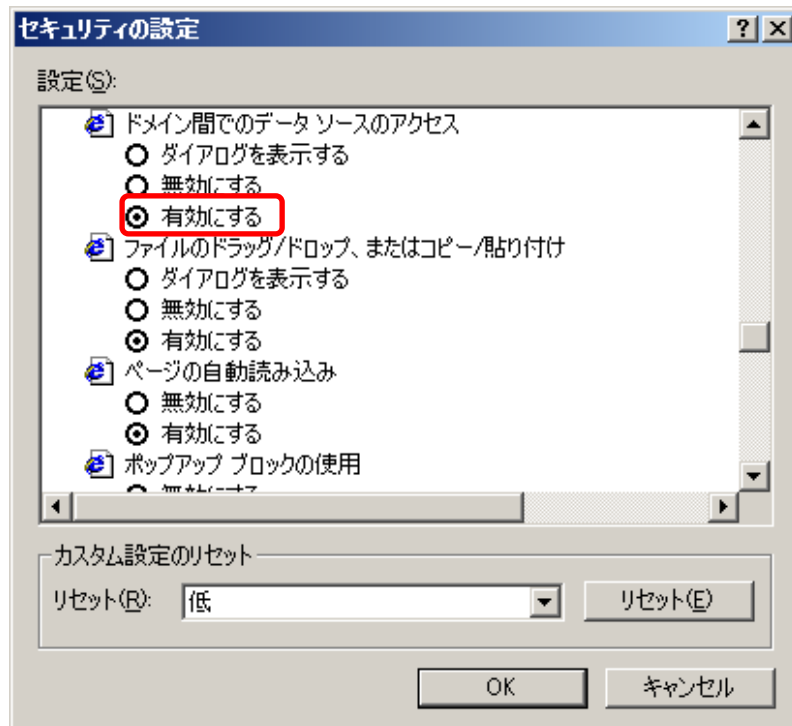 セキュリティの設定
設定(S):
ドメイン間でのデータ ソースのアクセス
ダイアログを表示する
無効にする
有効にする
ファイルのドラッグ/ドロップ、またはコピー/貼り付け
ダイアログを表示する
無効にする
有効にする
ページの自動読み込み
無効にする
有効にする
ポップアップ ブロックの使用
カスタム設定のリセット
リセット(R): 低 リセット(E)
OK キャンセル